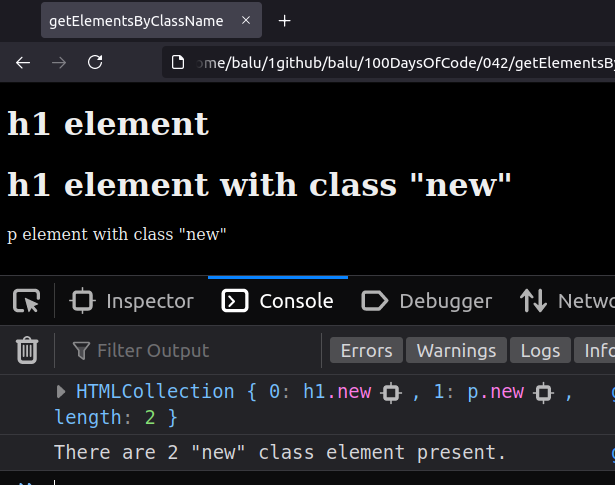 getElementsByClassName
ome/balu/1github/balu/100DaysOfCode/042/getElementsBy
h1 element
h1 element with class "new"
p element with class "new"
Inspector Console Debugger Netwo
Filter Output Errors Warnings Logs Info
HTMLCollection { 0: h1.new , 1: p.new ,
length: 2 }
There are 2 "new" class element present.